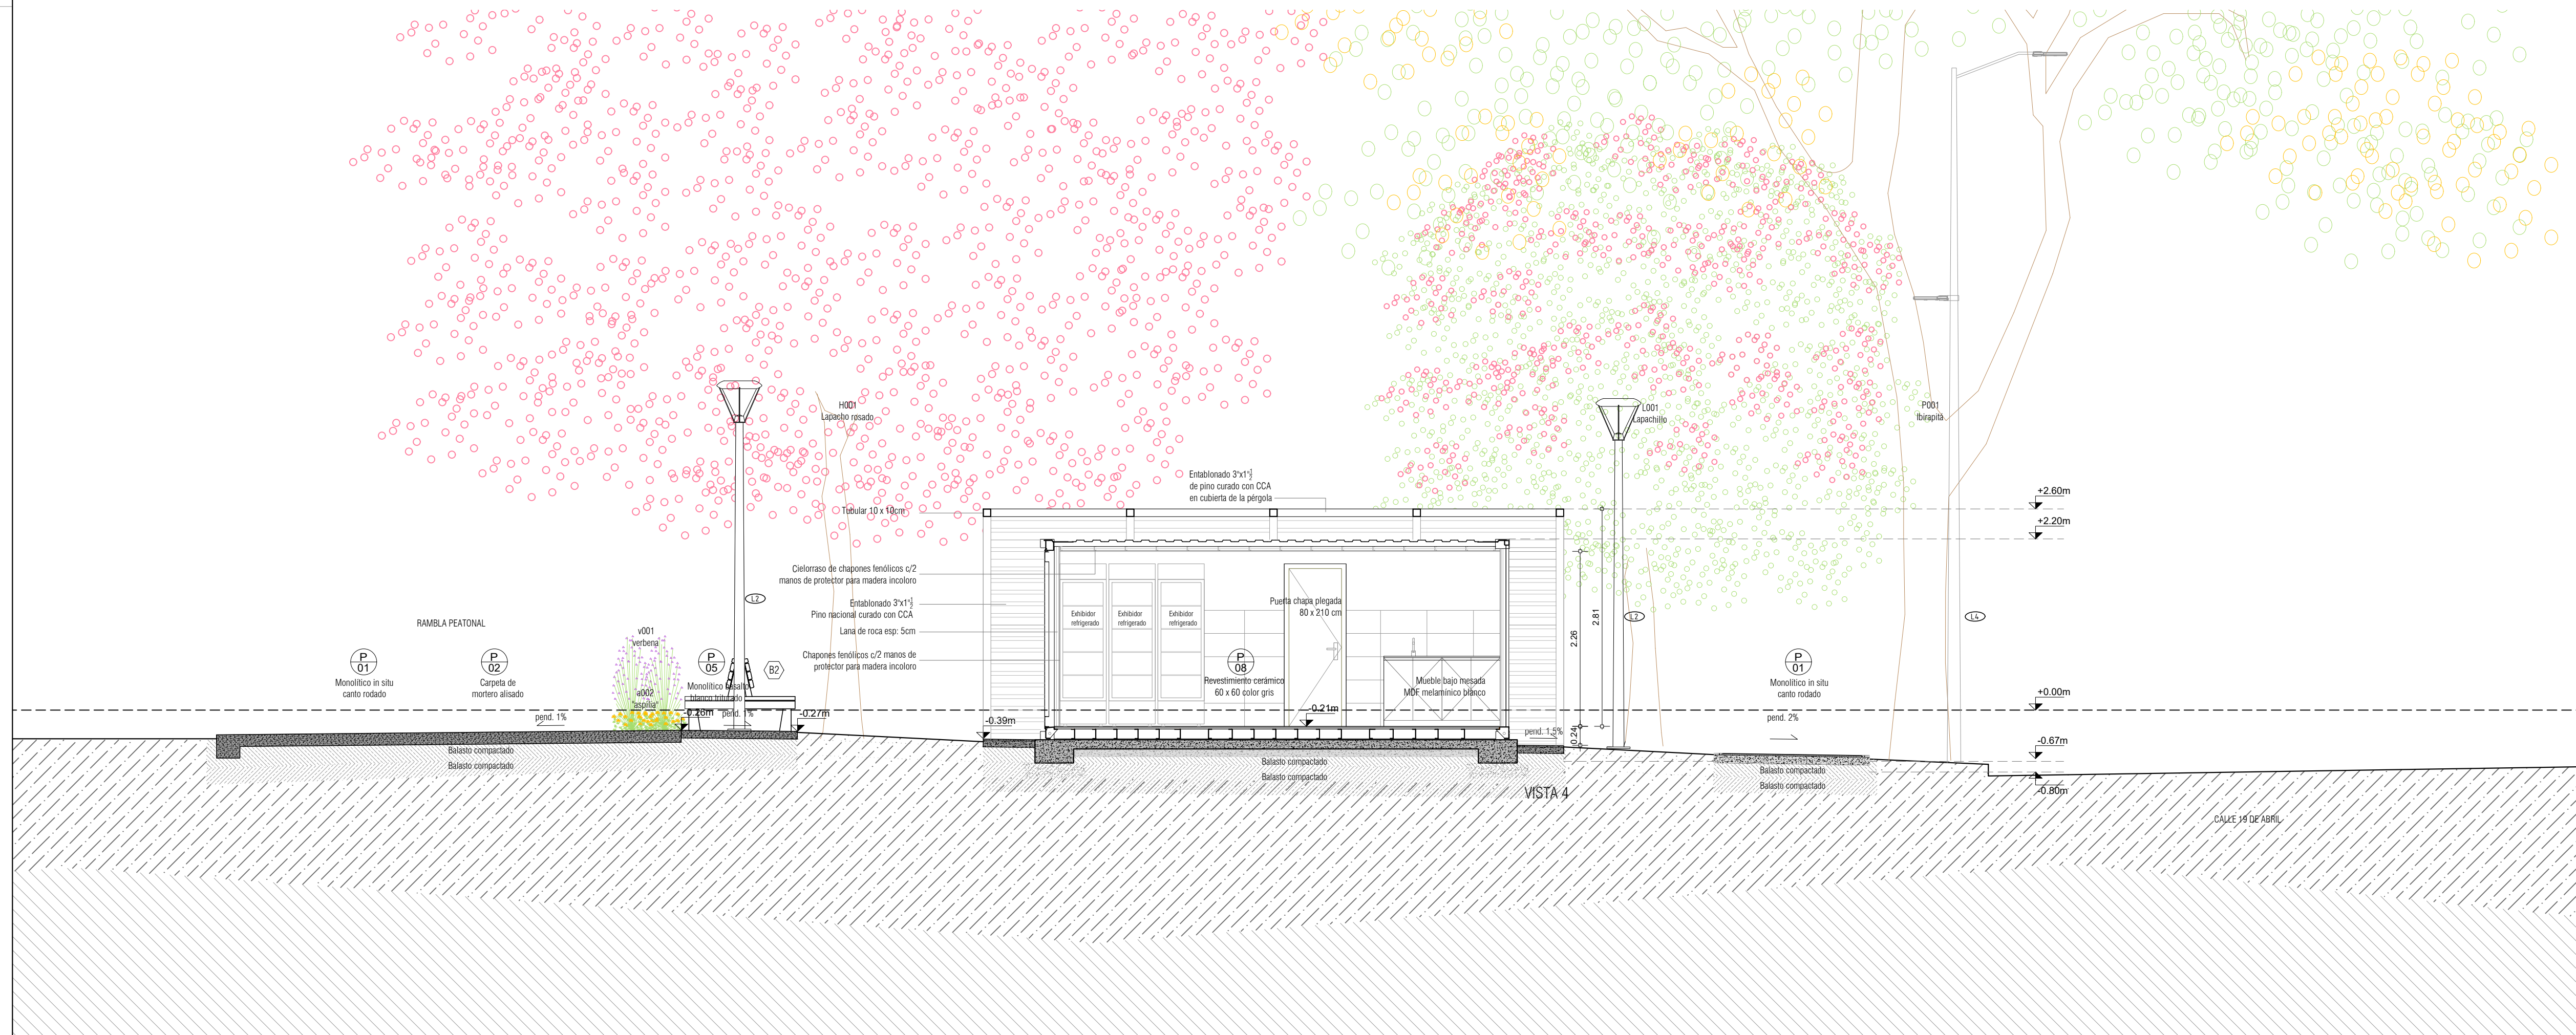 H001
Lapacho rosado
L001
Lapachillo
P001
Ibirapitá
Entablonado 3"x1"½
de pino curado con CCA
en cubierta de la pérgola
Tubular 10 x 10cm
+2.60m
+2.20m
Cielorraso de chapones fenólicos c/2
manos de protector para madera incoloro
Entablonado 3"x1"½
Pino nacional curado con CCA
Lana de roca esp: 5cm
Chapones fenólicos c/2 manos de
protector para madera incoloro
L2
Exhibidor
refrigerado
Exhibidor
refrigerado
Exhibidor
refrigerado
Puerta chapa plegada
80 x 210 cm
2.26
2.81
0.24
L2
L4
RAMBLA PEATONAL
v001
verbena
P
01
Monolítico in situ
canto rodado
P
02
Carpeta de
mortero alisado
a002
aspilia
P
05
Monolítico basalto
blanco triturado
B2
P
08
Revestimiento cerámico
60 x 60 color gris
Mueble bajo mesada
MDF melamínico blanco
P
01
Monolítico in situ
canto rodado
+0.00m
pend. 1%
-0.26m
pend. 1%
-0.27m
-0.39m
-0.21m
pend. 1.5%
pend. 2%
-0.67m
-0.80m
Balasto compactado
Balasto compactado
Balasto compactado
Balasto compactado
Balasto compactado
Balasto compactado
VISTA 4
CALLE 19 DE ABRIL